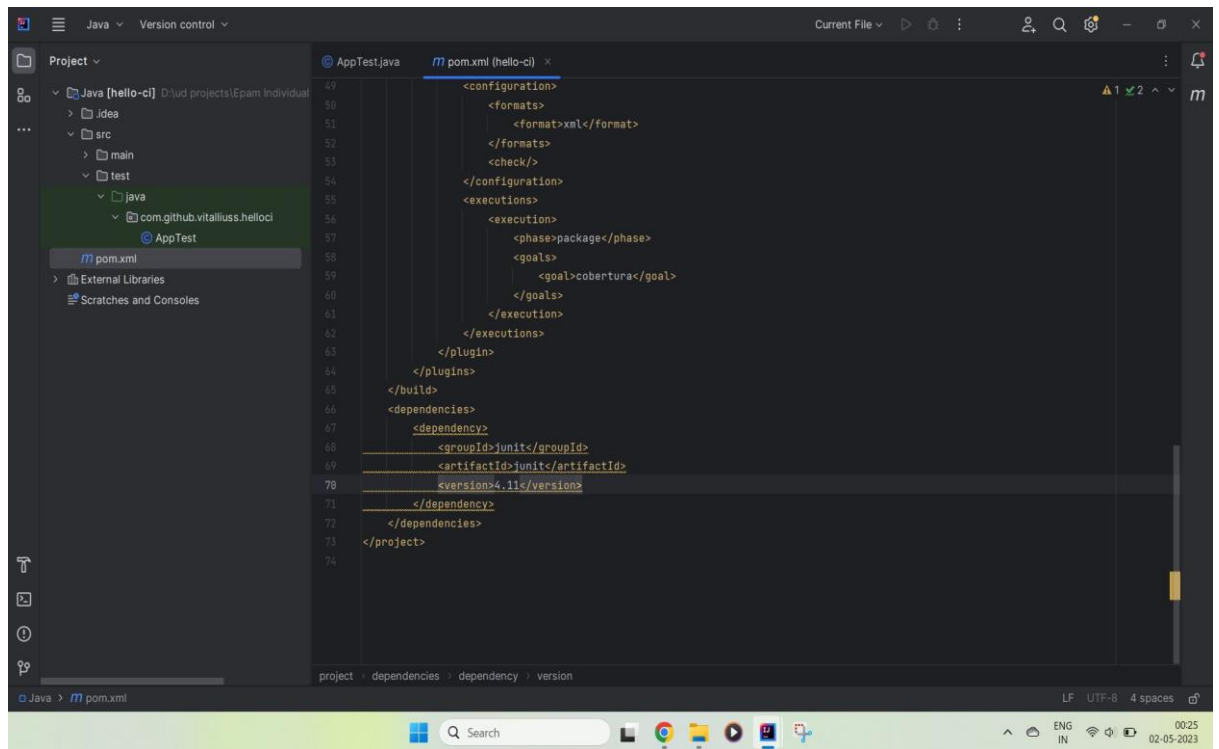 Java Version control Current File
Project
AppTest.java m pom.xml (hello-ci) ×
Java [hello-ci] D:\ud projects\Epam Individual
.idea
src
main
test
java
com.github.vitalliuss.helloci
AppTest
m pom.xml
External Libraries
Scratches and Consoles
1 2
m
49 <configuration>
50 <formats>
51 <format>xml</format>
52 </formats>
53 <check/>
54 </configuration>
55 <executions>
56 <execution>
57 <phase>package</phase>
58 <goals>
59 <goal>cobertura</goal>
60 </goals>
61 </execution>
62 </executions>
63 </plugin>
64 </plugins>
65 </build>
66 <dependencies>
67 <dependency>
68 <groupId>junit</groupId>
69 <artifactId>junit</artifactId>
70 <version>4.11</version>
71 </dependency>
72 </dependencies>
73 </project>
74
project › dependencies › dependency › version
Java > m pom.xml LF UTF-8 4 spaces
Search
ENG
IN
00:25
02-05-2023